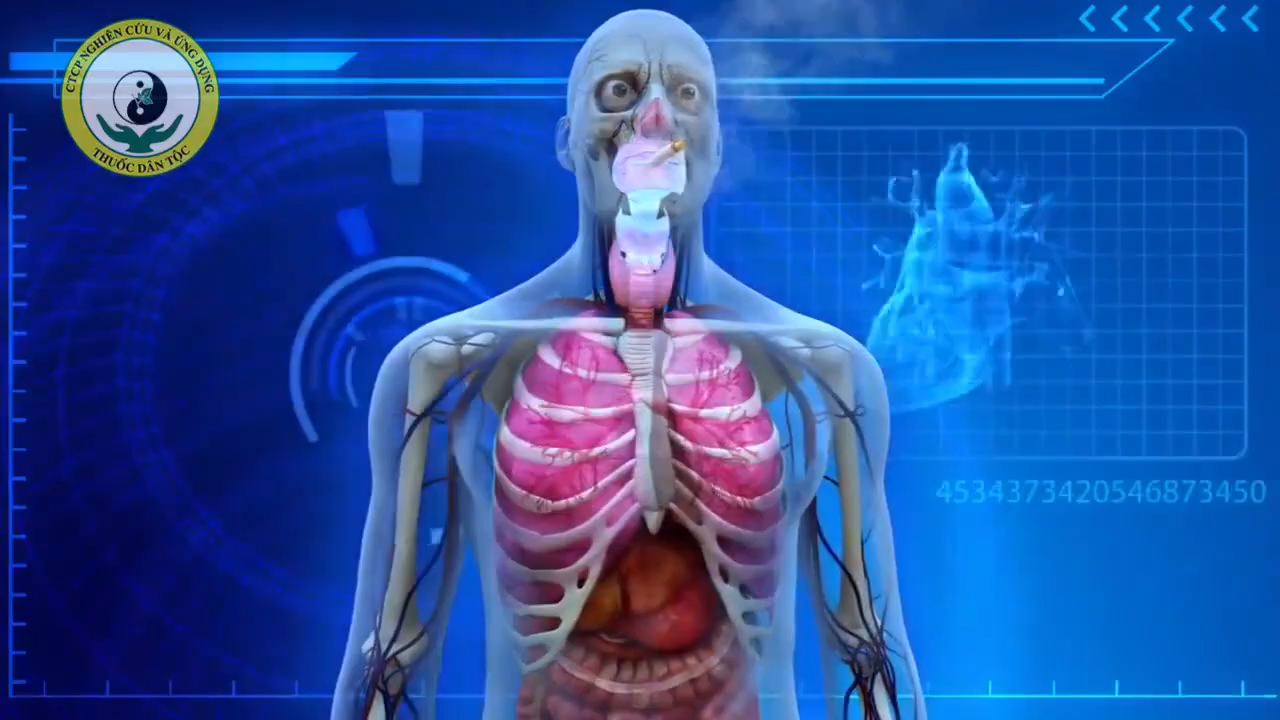 CTCP NGHIÊN CỨU VÀ ỨNG DỤNG
THUỐC DÂN TỘC
4534373420546873450